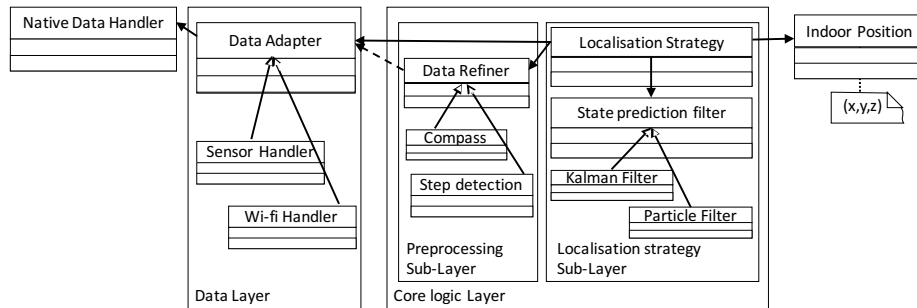 Native Data Handler
Data Adapter
Localisation Strategy
Indoor Position
Data Refiner
State prediction filter
(x,y,z)
Compass
Sensor Handler
Step detection
Kalman Filter
Wi-fi Handler
Particle Filter
Preprocessing
Sub-Layer
Localisation strategy
Sub-Layer
Data Layer
Core logic Layer